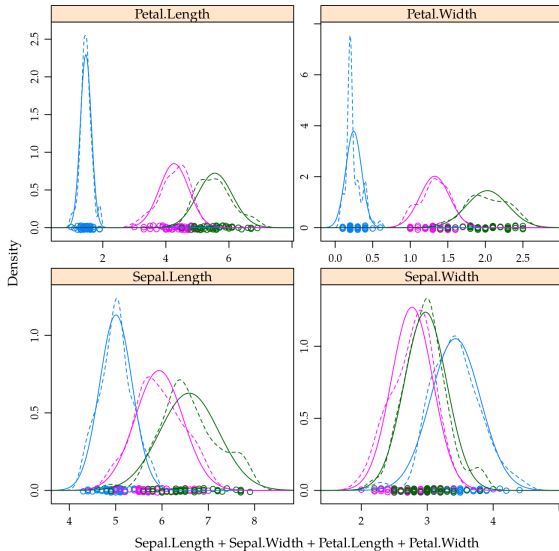 Petal.Length Petal.Width
2.5
2.0
1.5
1.0
0.5
0.0
2 4 6
8
6
4
2
0
0.0 0.5 1.0 1.5 2.0 2.5
Density
Sepal.Length Sepal.Width
1.0
0.5
0.0
4 5 6 7 8
1.0
0.5
0.0
2 3 4
Sepal.Length + Sepal.Width + Petal.Length + Petal.Width